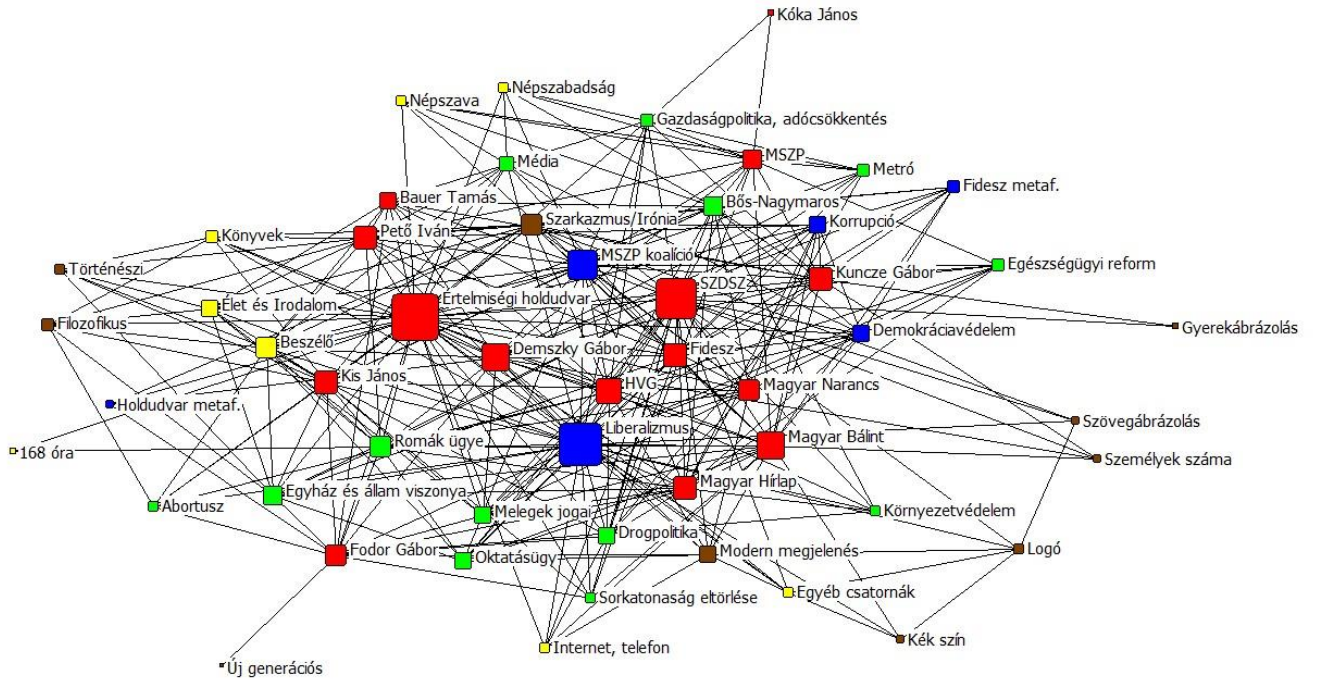 Kóka János
Népszabadság
Népszava
Gazdaságpolitika, adócsökkentés
MSZP
Média
Metró
Fidesz metaf.
Bauer Tamás
Bős-Nagymaros
Szarkazmus/Irónia
Korrupció
Könyvek
Pető Iván
MSZP koalíció
Egészségügyi reform
Történészi
Kuncze Gábor
SZDSZ
Értelmiségi holdudvar
Élet és Irodalom
Filozofikus
Gyerekábrázolás
Demokráciavédelem
Beszélő
Demszky Gábor
Fidesz
Kis János
HVG
Magyar Narancs
Holdudvar metaf.
Szövegábrázolás
Liberalizmus
Magyar Bálint
Romák ügye
168 óra
Személyek száma
Magyar Hírlap
Egyház és állam viszonya
Abortusz
Melegek jogai
Környezetvédelem
Drogpolitika
Fodor Gábor
Oktatásügy
Modern megjelenés
Logó
Egyéb csatornák
Sorkatonaság eltörlése
Kék szín
Internet, telefon
Új generációs